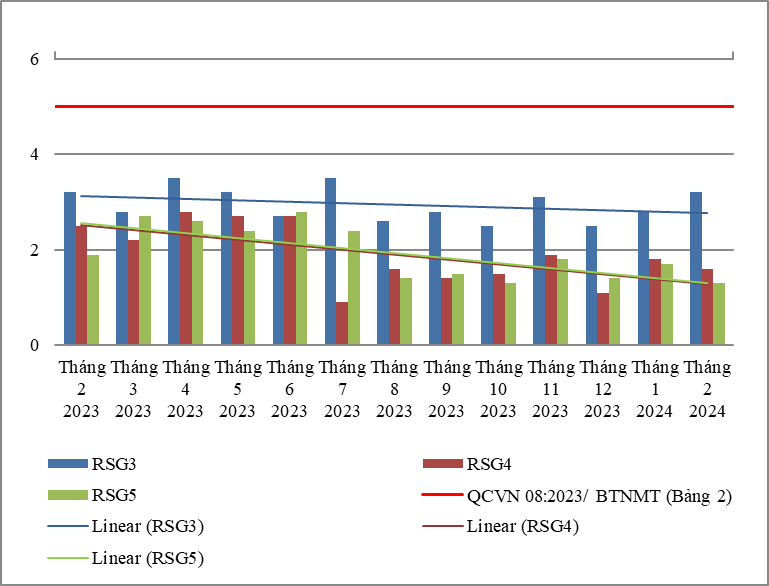 6
4
2
0
Tháng Tháng Tháng Tháng Tháng Tháng Tháng Tháng Tháng Tháng Tháng Tháng Tháng
2 3 4 5 6 7 8 9 10 11 12 1 2
2023 2023 2023 2023 2023 2023 2023 2023 2023 2023 2023 2024 2024
RSG3 RSG4
RSG5 QCVN 08:2023/ BTNMT (Bảng 2)
Linear (RSG3) Linear (RSG4)
Linear (RSG5)